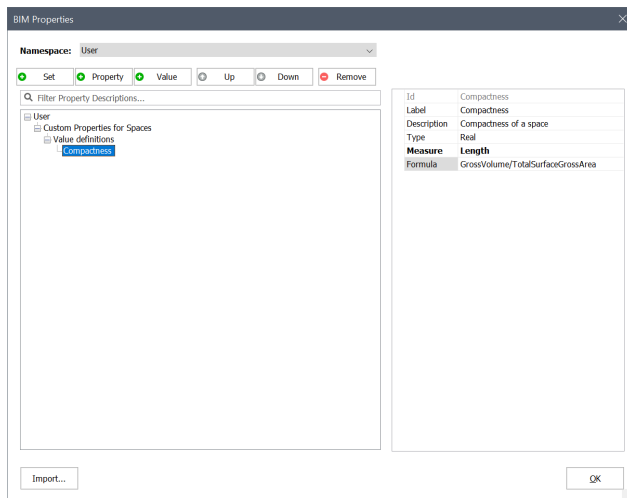 BIM Properties
Namespace: User
Set Property Value Up Down Remove
Filter Property Descriptions...
User
Custom Properties for Spaces
Value definitions
Compactness
Id Compactness
Label Compactness
Description Compactness of a space
Type Real
Measure Length
Formula GrossVolume/TotalSurfaceGrossArea
Import...
OK